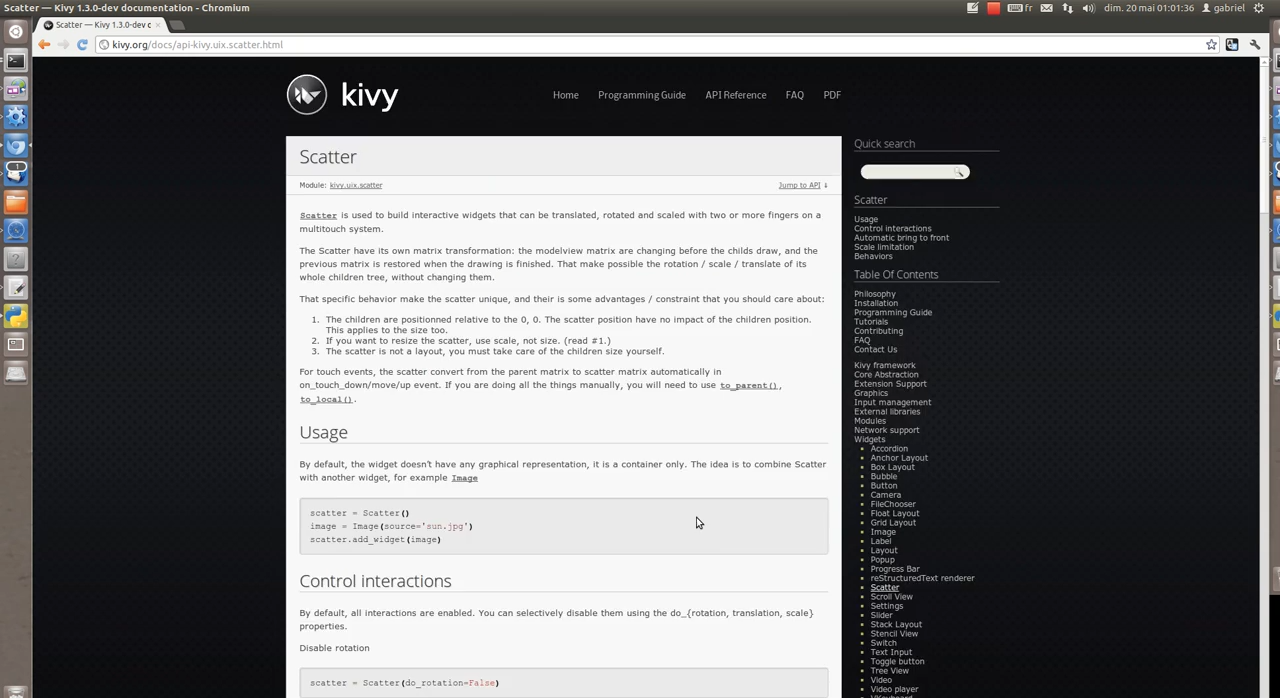 Scatter — Kivy 1.3.0-dev documentation - Chromium
fr
dim. 20 mai 01:01:36
gabriel
Scatter — Kivy 1.3.0-dev d
kivy.org/docs/api-kivy.uix.scatter.html
kivy
Home
Programming Guide
API Reference
FAQ
PDF
Scatter
Module: kivy.uix.scatter
Jump to API ↓
Scatter is used to build interactive widgets that can be translated, rotated and scaled with two or more fingers on a
multitouch system.
The Scatter have its own matrix transformation: the modelview matrix are changing before the childs draw, and the
previous matrix is restored when the drawing is finished. That make possible the rotation / scale / translate of its
whole children tree, without changing them.
That specific behavior make the scatter unique, and their is some advantages / constraint that you should care about:
1. The children are positionned relative to the 0, 0. The scatter position have no impact of the children position.
This applies to the size too.
2. If you want to resize the scatter, use scale, not size. (read #1.)
3. The scatter is not a layout, you must take care of the children size yourself.
For touch events, the scatter convert from the parent matrix to scatter matrix automatically in
on_touch_down/move/up event. If you are doing all the things manually, you will need to use to_parent(),
to_local().
Usage
By default, the widget doesn't have any graphical representation, it is a container only. The idea is to combine Scatter
with another widget, for example Image
scatter = Scatter()
image = Image(source='sun.jpg')
scatter.add_widget(image)
Control interactions
By default, all interactions are enabled. You can selectively disable them using the do_{rotation, translation, scale}
properties.
Disable rotation
scatter = Scatter(do_rotation=False)
Quick search
Scatter
Usage
Control interactions
Automatic bring to front
Scale limitation
Behaviors
Table Of Contents
Philosophy
Installation
Programming Guide
Tutorials
Contributing
FAQ
Contact Us
Kivy framework
Core Abstraction
Extension Support
Graphics
Input management
External libraries
Modules
Network support
Widgets
Accordion
Anchor Layout
Box Layout
Bubble
Button
Camera
FileChooser
Float Layout
Grid Layout
Image
Label
Layout
Popup
Progress Bar
reStructuredText renderer
Scatter
Scroll View
Settings
Slider
Stack Layout
Stencil View
Switch
Text Input
Toggle button
Tree View
Video
Video player
VKeyboard